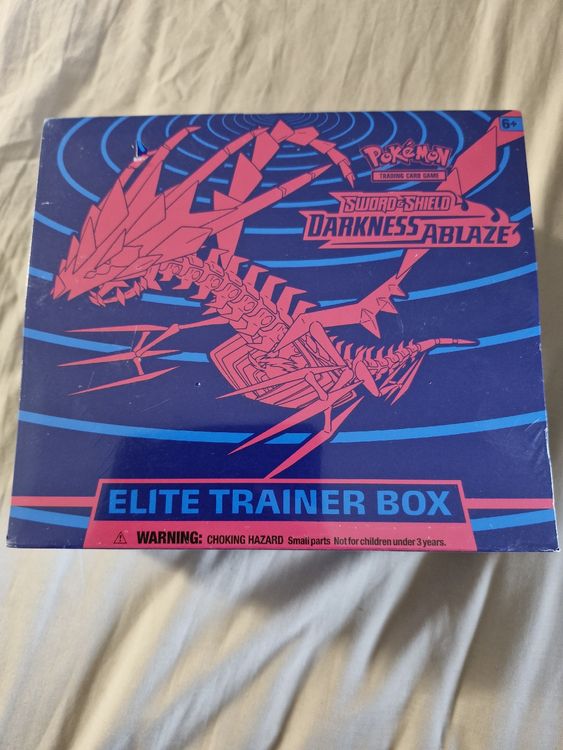 6+
POKéMON
TRADING CARD GAME
SWORD & SHIELD
DARKNESS ABLAZE
ELITE TRAINER BOX
WARNING: CHOKING HAZARD Small parts Not for children under 3 years.